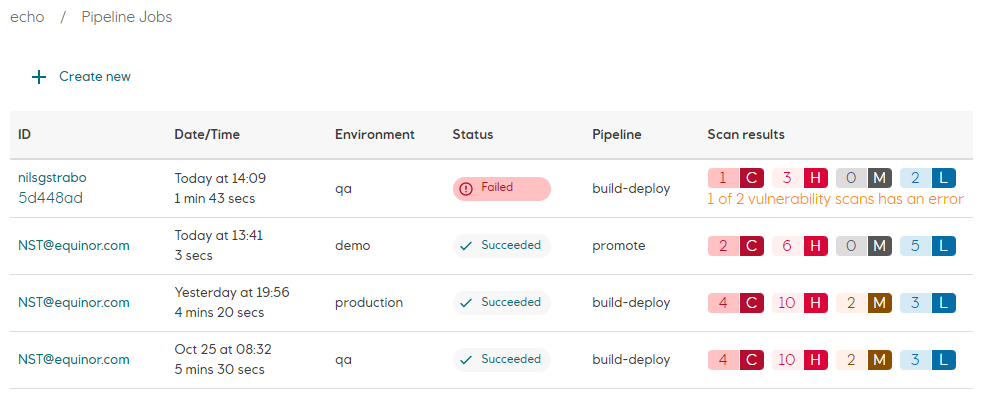 echo / Pipeline Jobs
Create new
ID Date/Time Environment Status Pipeline Scan results
nilsgstrabo
5d448ad
Today at 14:09
1 min 43 secs
qa
Failed
build-deploy
1 C 3 H 0 M 2 L
1 of 2 vulnerability scans has an error
NST@equinor.com
Today at 13:41
3 secs
demo
Succeeded
promote
2 C 6 H 0 M 5 L
NST@equinor.com
Yesterday at 19:56
4 mins 20 secs
production
Succeeded
build-deploy
4 C 10 H 2 M 3 L
NST@equinor.com
Oct 25 at 08:32
5 mins 30 secs
qa
Succeeded
build-deploy
4 C 10 H 2 M 3 L